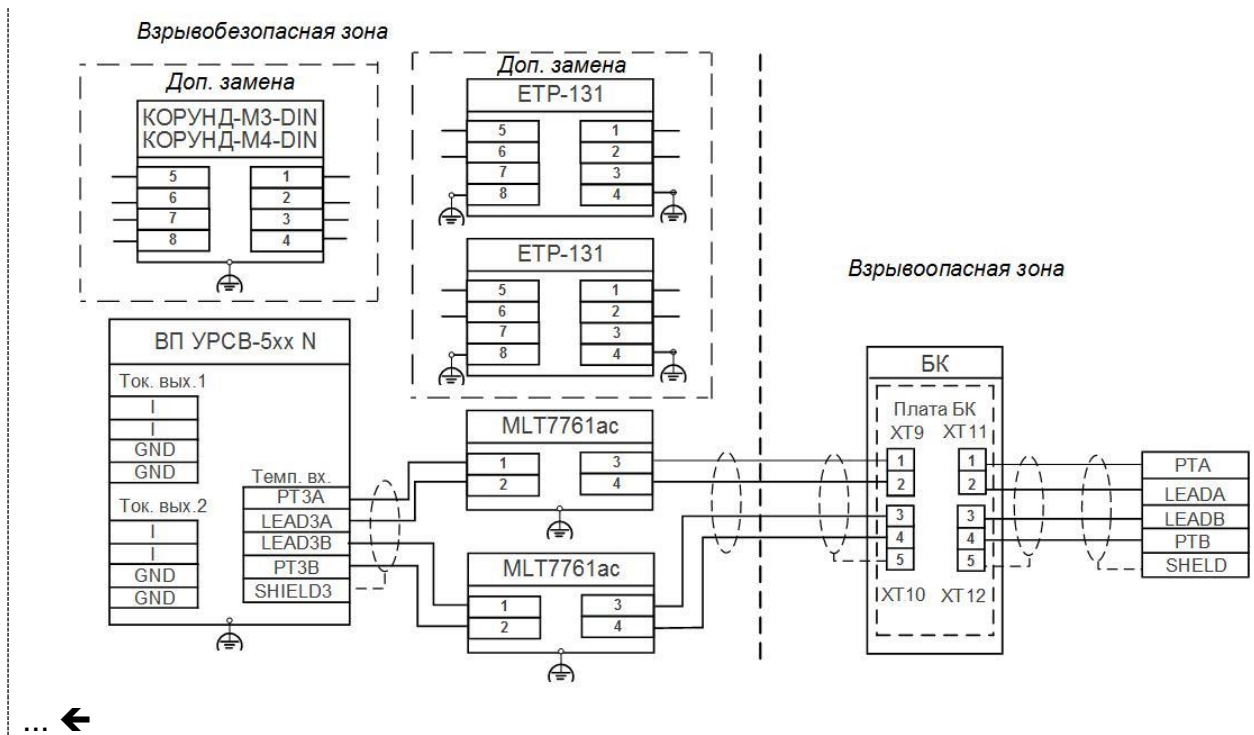 Взрывобезопасная зона
Доп. замена
КОРУНД-М3-DIN
КОРУНД-М4-DIN
5 1
6 2
7 3
8 4
Доп. замена
ЕТР-131
5 1
6 2
7 3
8 4
ЕТР-131
5 1
6 2
7 3
8 4
Взрывоопасная зона
ВП УРСВ-5xx N
Ток. вых.1
I
I
GND
GND
Ток. вых.2
I
I
GND
GND
Темп. вх.
PT3A
LEAD3A
LEAD3B
PT3B
SHIELD3
MLT7761ac
1 3
2 4
MLT7761ac
1 3
2 4
БК
Плата БК
XT9 XT11
1 1
2 2
3 3
4 4
5 5
XT10 XT12
PTA
LEADA
LEADB
PTB
SHELD
... 🡸